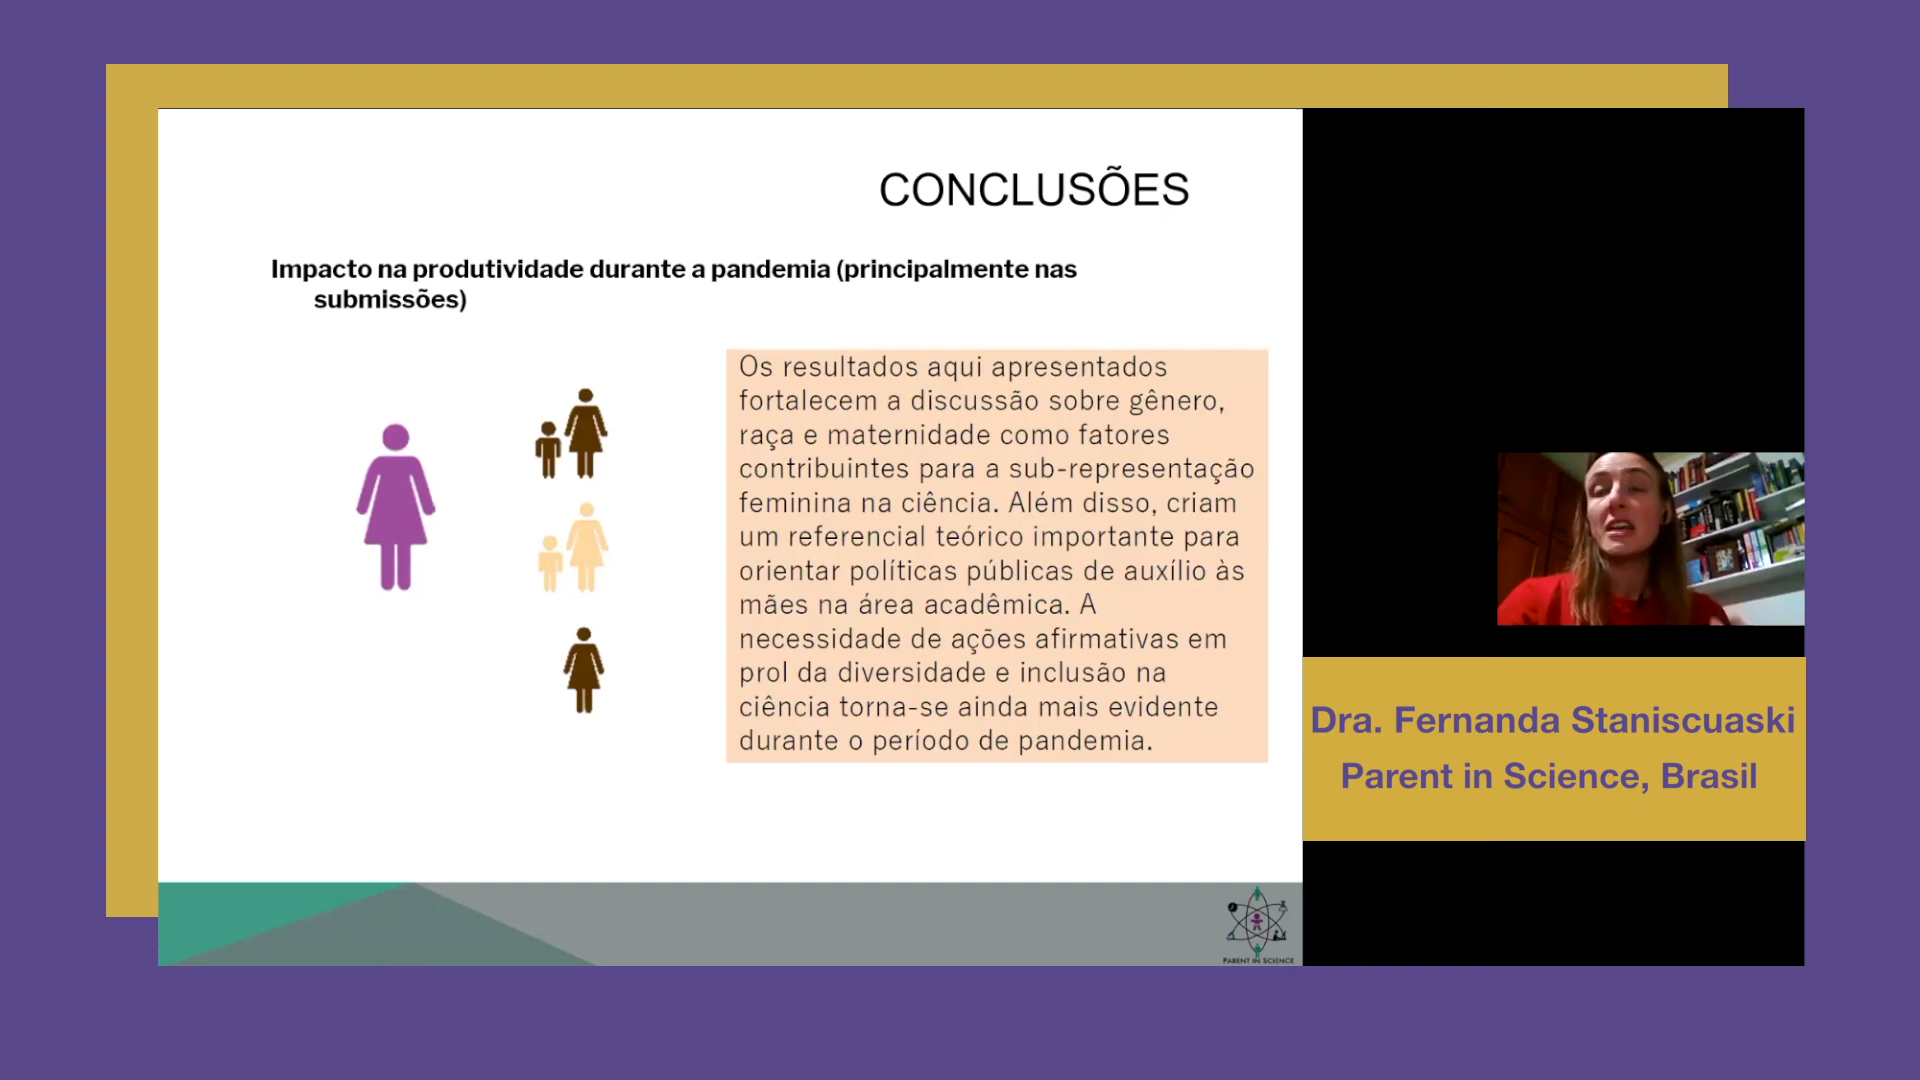 CONCLUSÕES
Impacto na produtividade durante a pandemia (principalmente nas
submissões)
Os resultados aqui apresentados
fortalecem a discussão sobre gênero,
raça e maternidade como fatores
contribuintes para a sub-representação
feminina na ciência. Além disso, criam
um referencial teórico importante para
orientar políticas públicas de auxílio às
mães na área acadêmica. A
necessidade de ações afirmativas em
prol da diversidade e inclusão na
ciência torna-se ainda mais evidente
durante o período de pandemia.
Dra. Fernanda Staniscuaski
Parent in Science, Brasil
PARENT IN SCIENCE